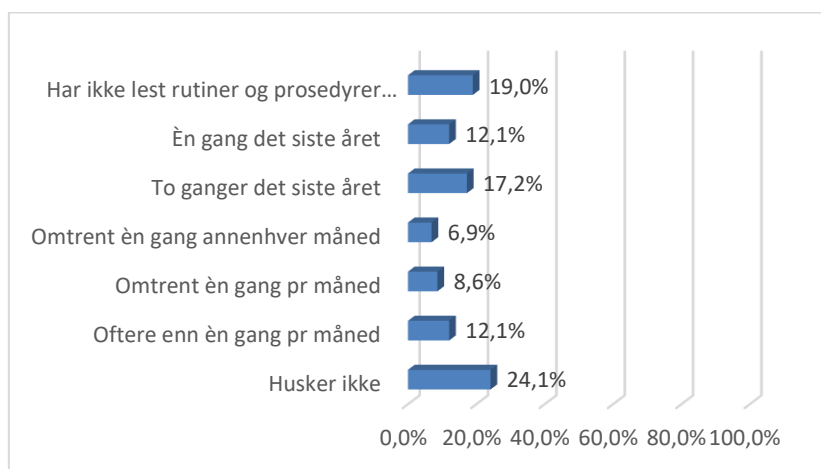 Har ikke lest rutiner og prosedyrer... 19,0%
Èn gang det siste året 12,1%
To ganger det siste året 17,2%
Omtrent èn gang annenhver måned 6,9%
Omtrent èn gang pr måned 8,6%
Oftere enn èn gang pr måned 12,1%
Husker ikke 24,1%
0,0% 20,0% 40,0% 60,0% 80,0% 100,0%